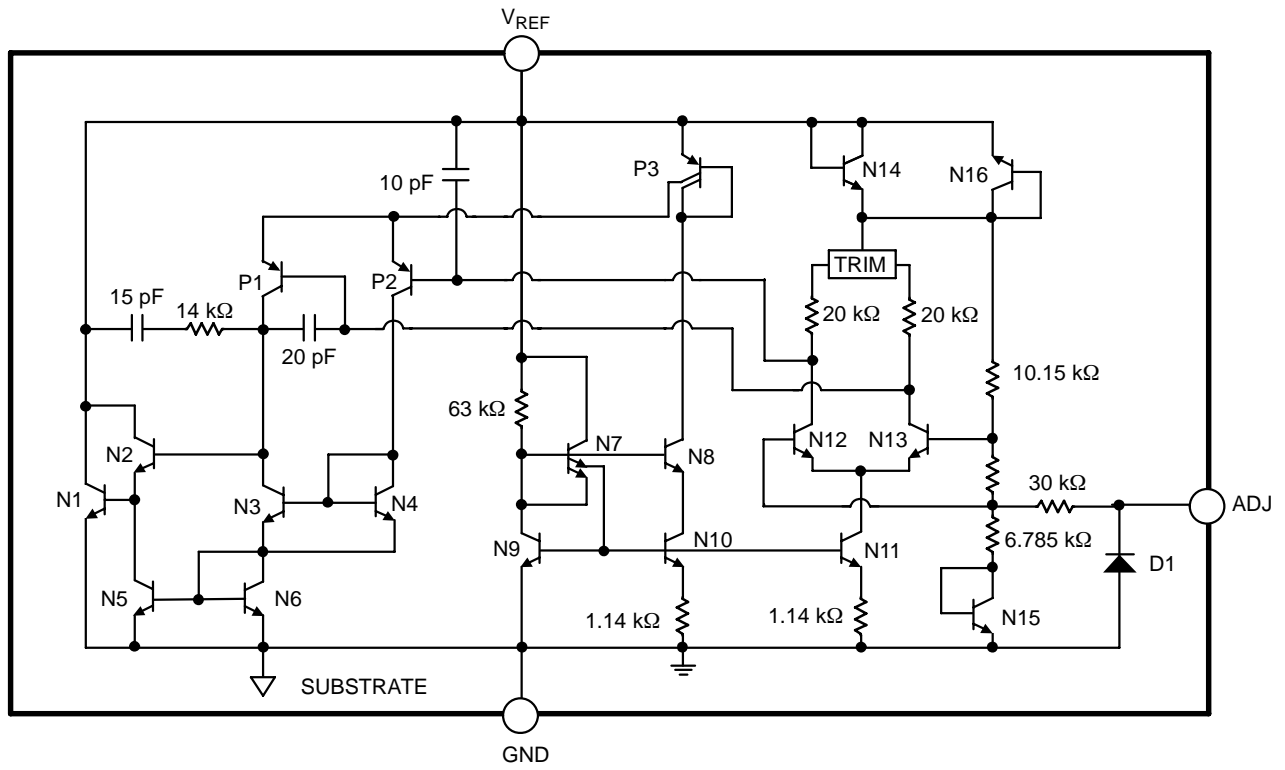 VREF
P3
N14
N16
10 pF
TRIM
P1
P2
15 pF
14 kΩ
20 kΩ
20 kΩ
20 pF
10.15 kΩ
63 kΩ
N7
N12
N13
N2
N8
30 kΩ
N1
N3
N4
ADJ
N9
N10
N11
6.785 kΩ
D1
N5
N6
N15
1.14 kΩ
1.14 kΩ
SUBSTRATE
GND